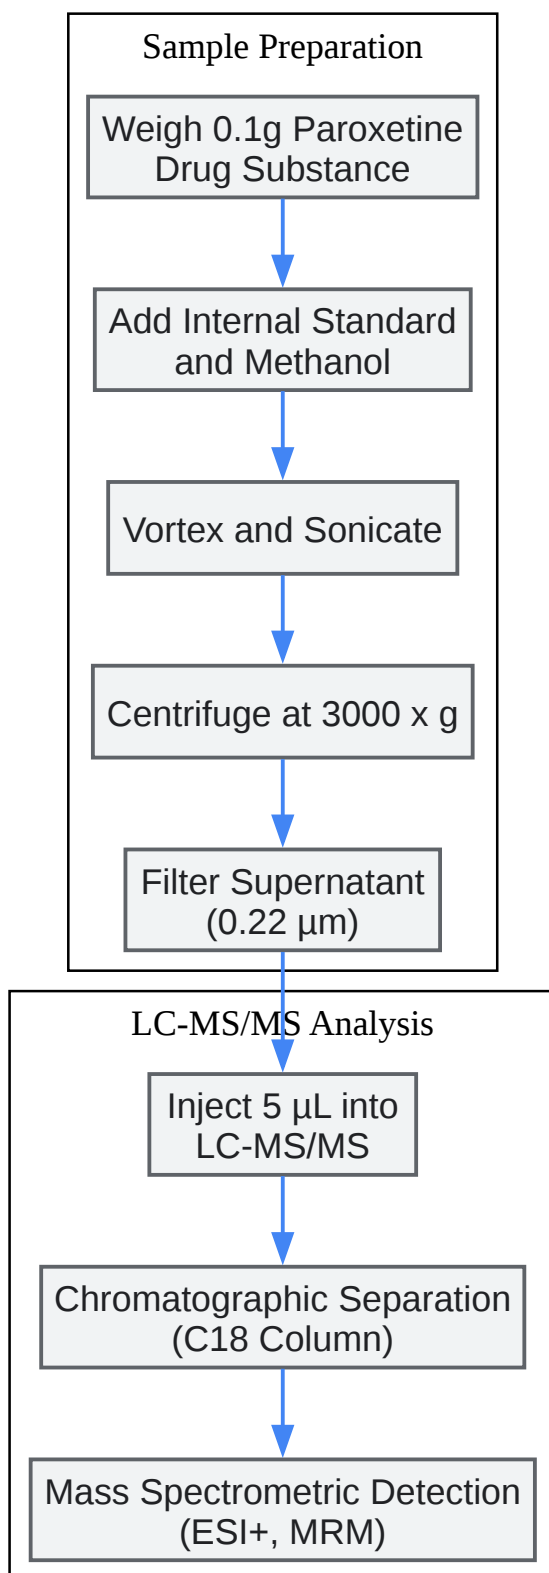 Sample Preparation
Weigh 0.1g Paroxetine
Drug Substance
Add Internal Standard
and Methanol
Vortex and Sonicate
Centrifuge at 3000 x g
Filter Supernatant
(0.22 µm)
LC-MS/MS Analysis
Inject 5 µL into
LC-MS/MS
Chromatographic Separation
(C18 Column)
Mass Spectrometric Detection
(ESI+, MRM)